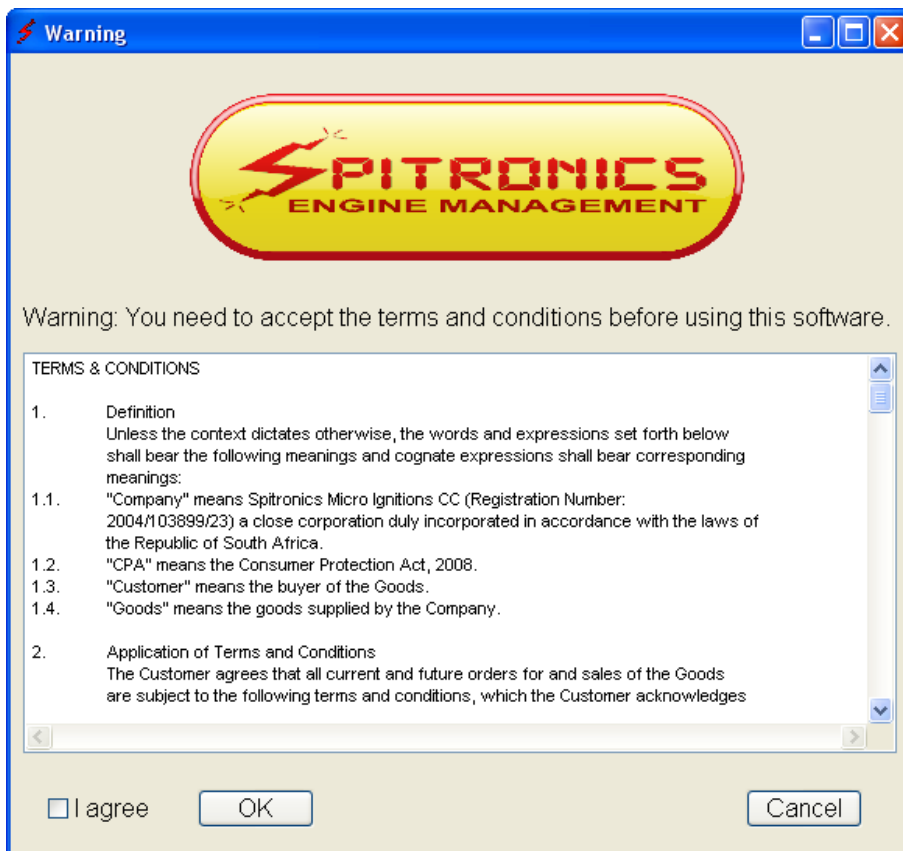 Warning
SPITRONICS
ENGINE MANAGEMENT
Warning: You need to accept the terms and conditions before using this software.
TERMS & CONDITIONS
1. Definition
Unless the context dictates otherwise, the words and expressions set forth below
shall bear the following meanings and cognate expressions shall bear corresponding
meanings:
1.1. "Company" means Spitronics Micro Ignitions CC (Registration Number:
2004/103899/23) a close corporation duly incorporated in accordance with the laws of
the Republic of South Africa.
1.2. "CPA" means the Consumer Protection Act, 2008.
1.3. "Customer" means the buyer of the Goods.
1.4. "Goods" means the goods supplied by the Company.
2. Application of Terms and Conditions
The Customer agrees that all current and future orders for and sales of the Goods
are subject to the following terms and conditions, which the Customer acknowledges
I agree OK Cancel